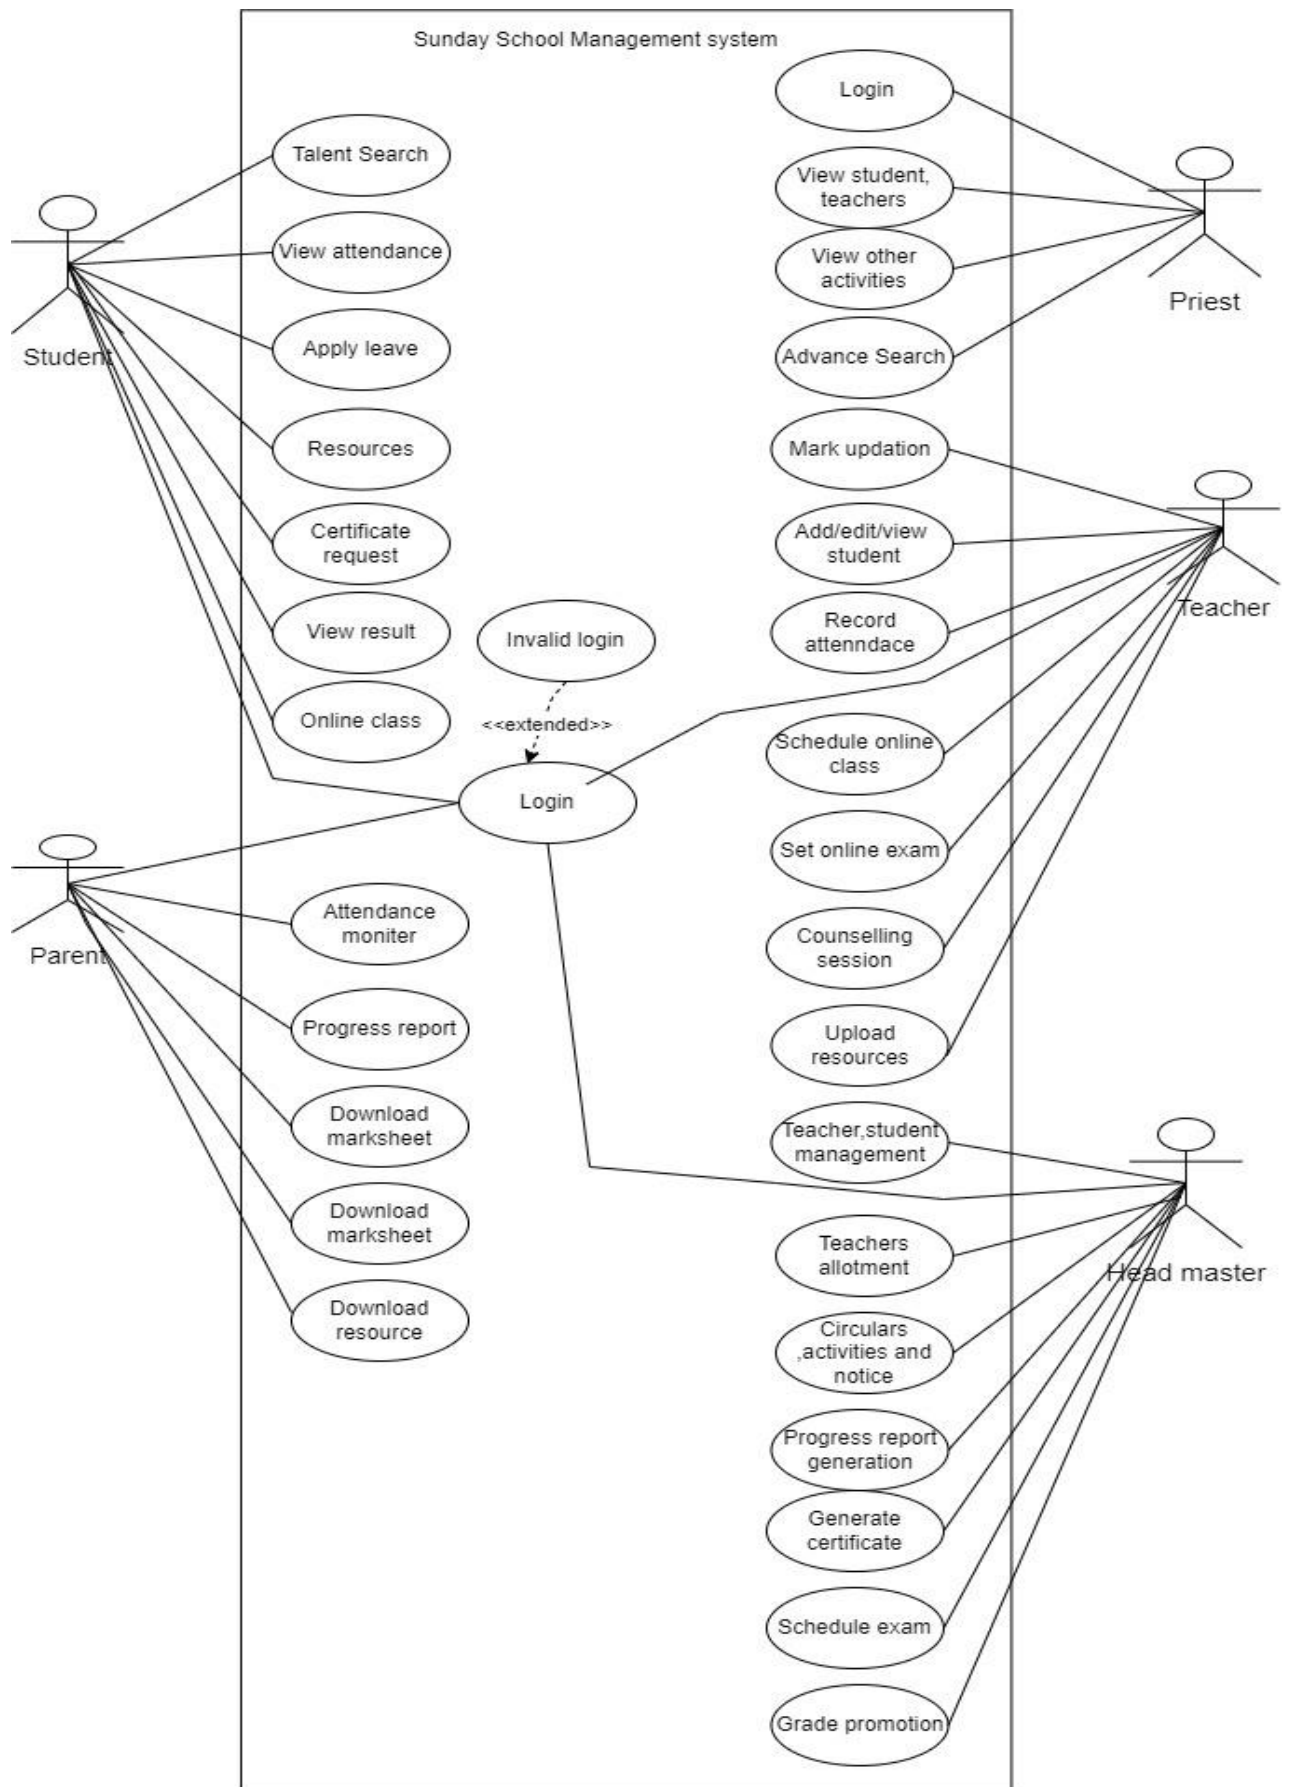 Sunday School Management system
Login
Talent Search
View student,
teachers
View attendance
View other
activities
Priest
Student
Apply leave
Advance Search
Resources
Mark updation
Certificate
request
Add/edit/view
student
Teacher
View result
Invalid login
Record
attenndace
Online class
<<extended>>
Schedule online
class
Login
Set online exam
Attendance
moniter
Parent
Counselling
session
Progress report
Upload
resources
Download
marksheet
Teacher,student
management
Download
marksheet
Teachers
allotment
Head master
Download
resource
Circulars
,activities and
notice
Progress report
generation
Generate
certificate
Schedule exam
Grade promotion